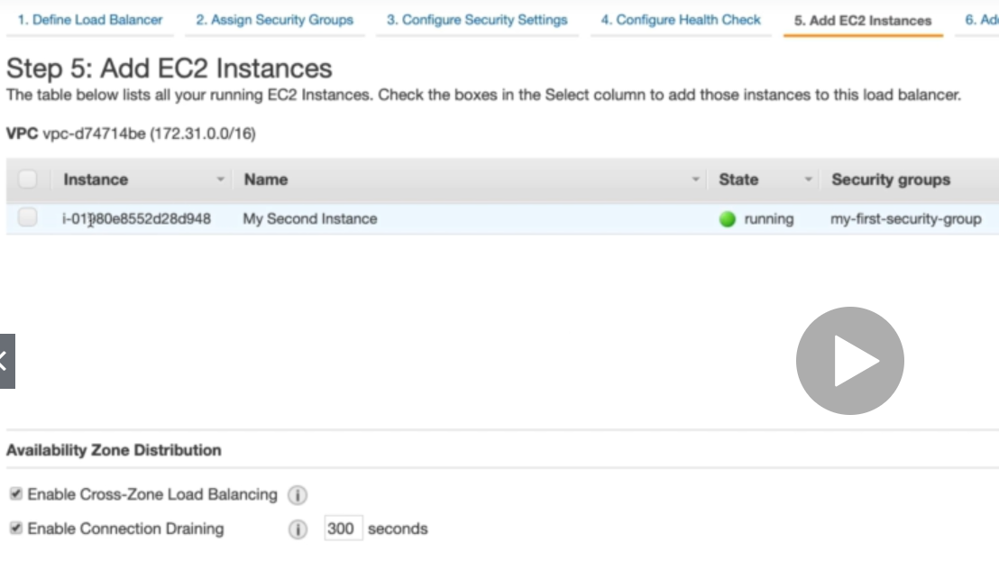 1. Define Load Balancer 2. Assign Security Groups 3. Configure Security Settings 4. Configure Health Check 5. Add EC2 Instances 6.
Step 5: Add EC2 Instances
The table below lists all your running EC2 Instances. Check the boxes in the Select column to add those instances to this load balancer.
VPC vpc-d74714be (172.31.0.0/16)
Instance Name State Security groups
My Second Instance running my-first-security-group
Availability Zone Distribution
Enable Cross-Zone Load Balancing
Enable Connection Draining 300 seconds